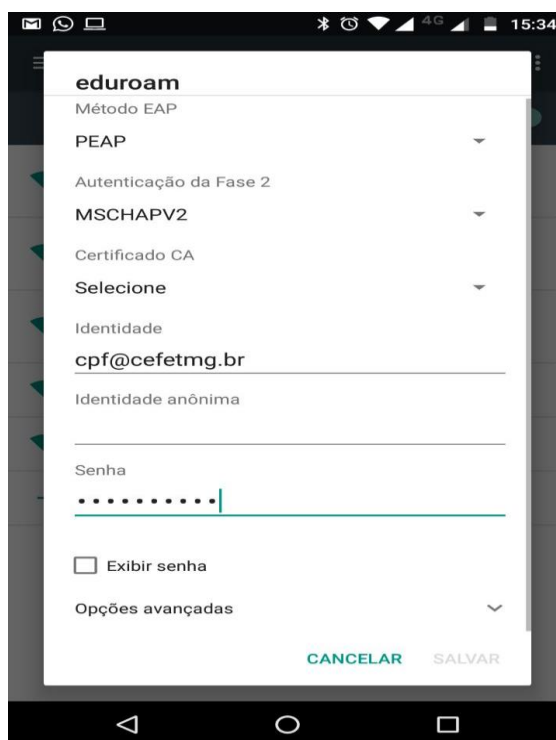 4G 15:34
eduroam
Método EAP
PEAP
Autenticação da Fase 2
MSCHAPV2
Certificado CA
Selecione
Identidade
cpf@cefetmg.br
Identidade anônima
Senha
••••••••••
Exibir senha
Opções avançadas
CANCELAR SALVAR